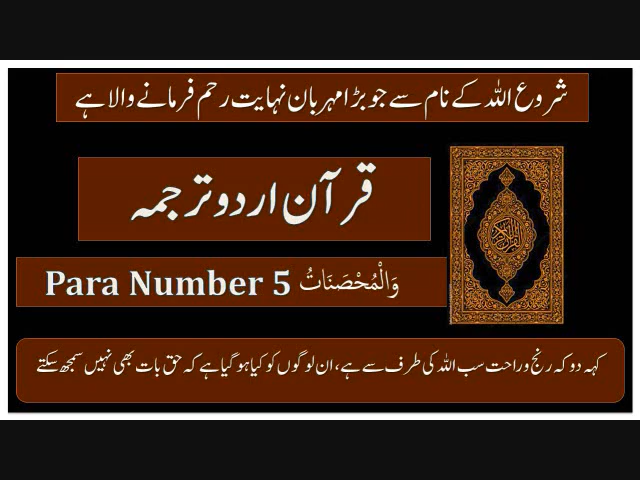 شروع اللہ کے نام سے جو بڑا مہربان نہایت رحم فرمانے والا ہے
قرآن اردو ترجمہ
Para Number 5 وَالْمُحْصَنَاتُ
کہہ دو کہ رنج و راحت سب اللہ کی طرف سے ہے، ان لوگوں کو کیا ہو گیا ہے کہ حق بات بھی نہیں سمجھ سکتے